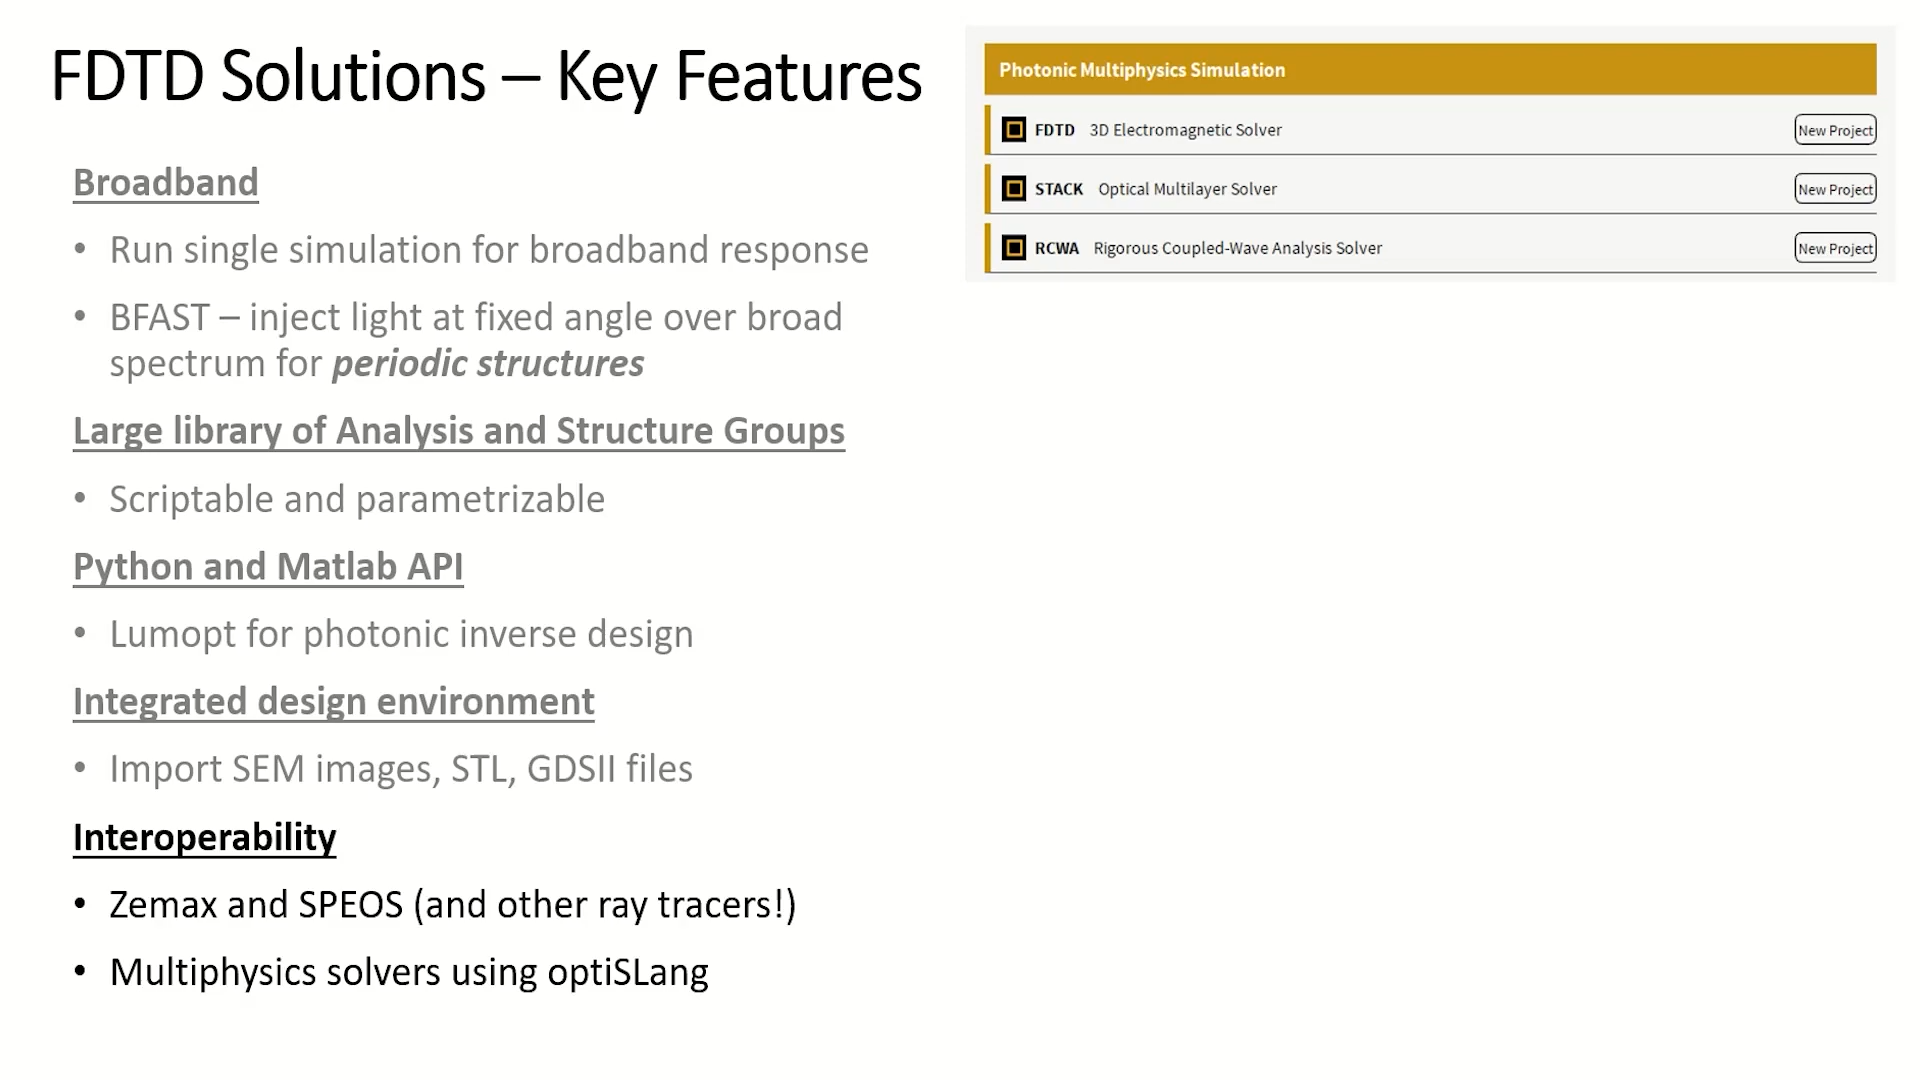 FDTD Solutions – Key Features
Broadband
• Run single simulation for broadband response
• BFAST – inject light at fixed angle over broad
spectrum for periodic structures
Large library of Analysis and Structure Groups
• Scriptable and parametrizable
Python and Matlab API
• Lumopt for photonic inverse design
Integrated design environment
• Import SEM images, STL, GDSII files
Interoperability
• Zemax and SPEOS (and other ray tracers!)
• Multiphysics solvers using optiSLang
Photonic Multiphysics Simulation
FDTD 3D Electromagnetic Solver New Project
STACK Optical Multilayer Solver New Project
RCWA Rigorous Coupled-Wave Analysis Solver New Project